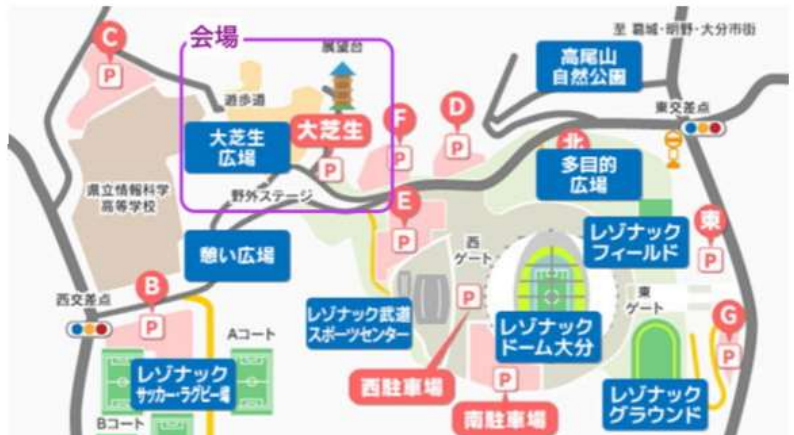 会場
至 葛城・明野・大分市街
C
P
展望台
高尾山
自然公園
遊歩道
大芝生
F
D
東交差点
大芝生
広場
P
P
P
北
多目的
広場
県立情報科学
高等学校
野外ステージ
E
P
レゾナック
フィールド
東
P
憩い広場
西
ゲート
B
西交差点
P
レゾナック武道
スポーツセンター
P
レゾナック
ドーム大分
東
ゲート
G
P
Aコート
レゾナック
サッカー・ラグビー場
西駐車場
P
南駐車場
レゾナック
グラウンド
Bコート